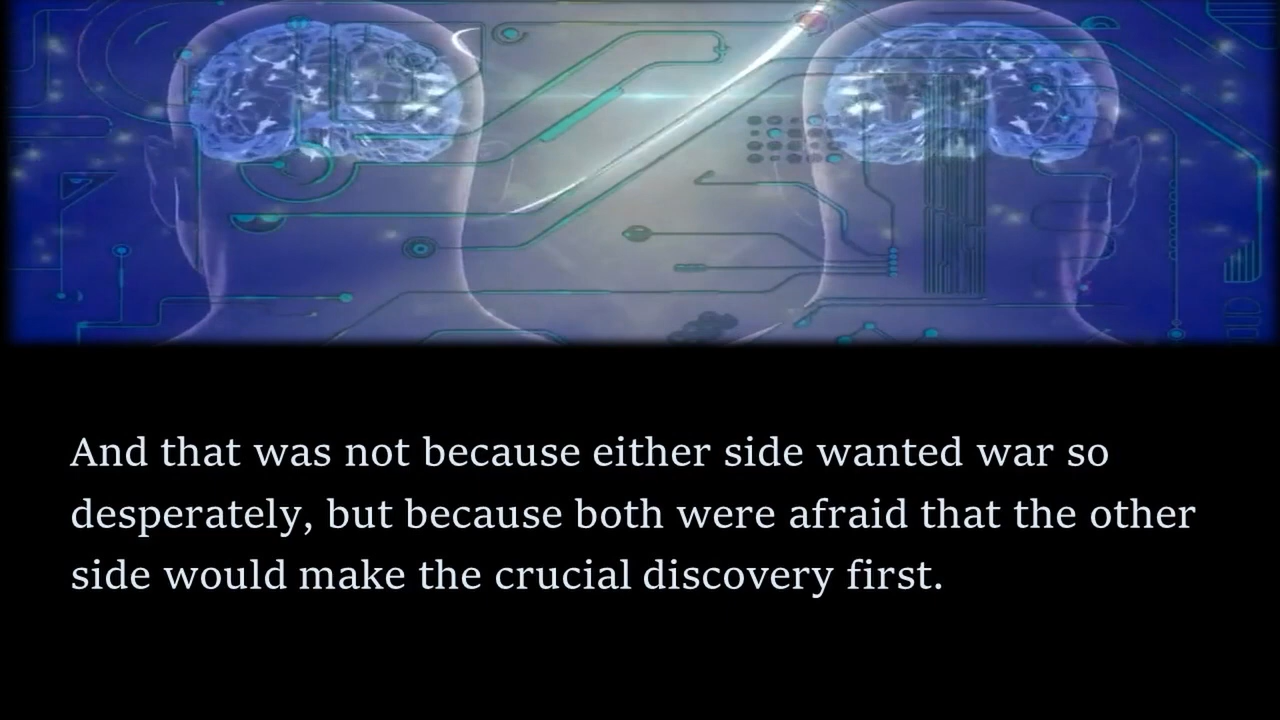 And that was not because either side wanted war so
desperately, but because both were afraid that the other
side would make the crucial discovery first.